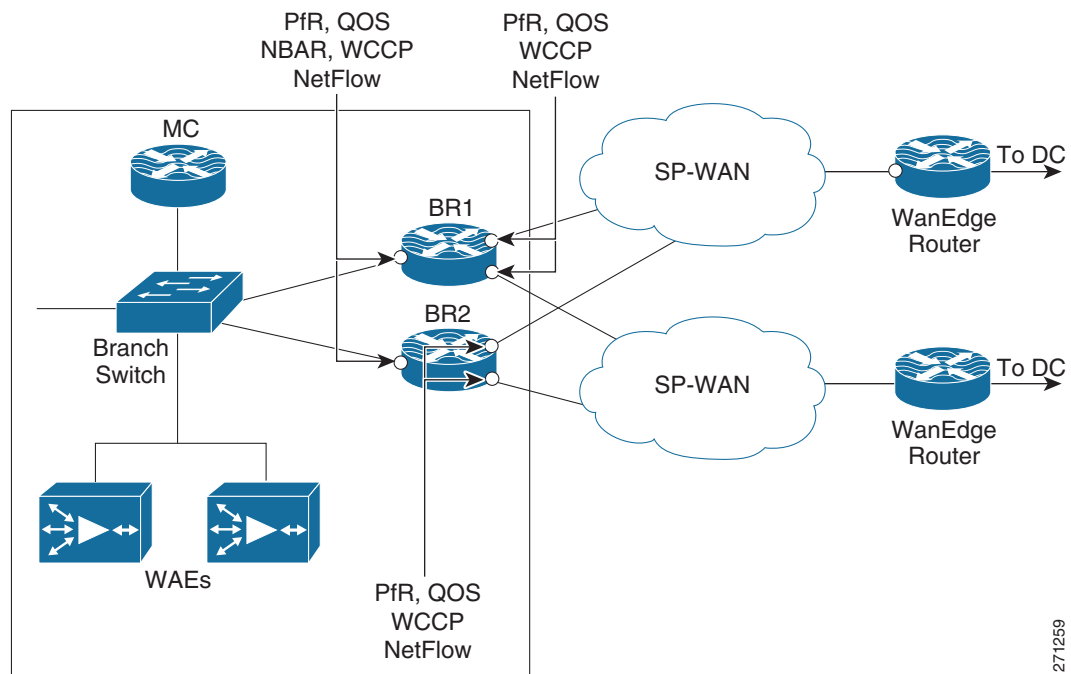 PfR, QOS
NBAR, WCCP
NetFlow
PfR, QOS
WCCP
NetFlow
MC
SP-WAN
To DC
WanEdge
Router
BR1
BR2
Branch
Switch
SP-WAN
To DC
WanEdge
Router
WAEs
PfR, QOS
WCCP
NetFlow
271259